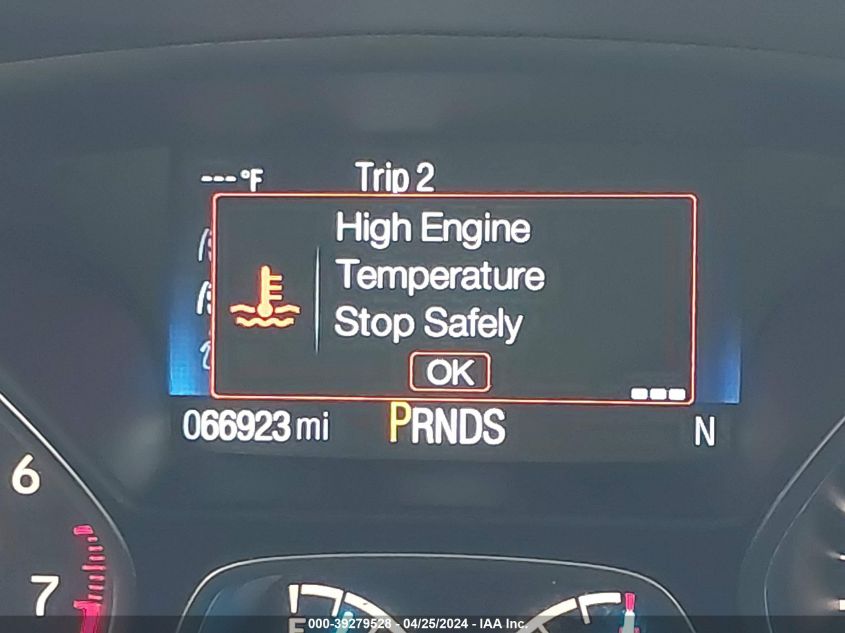 ---°F Trip 2
High Engine
Temperature
Stop Safely
OK
066923 mi PRNDS N
6
7
E
000-39279528 - 04/25/2024 - IAA Inc.